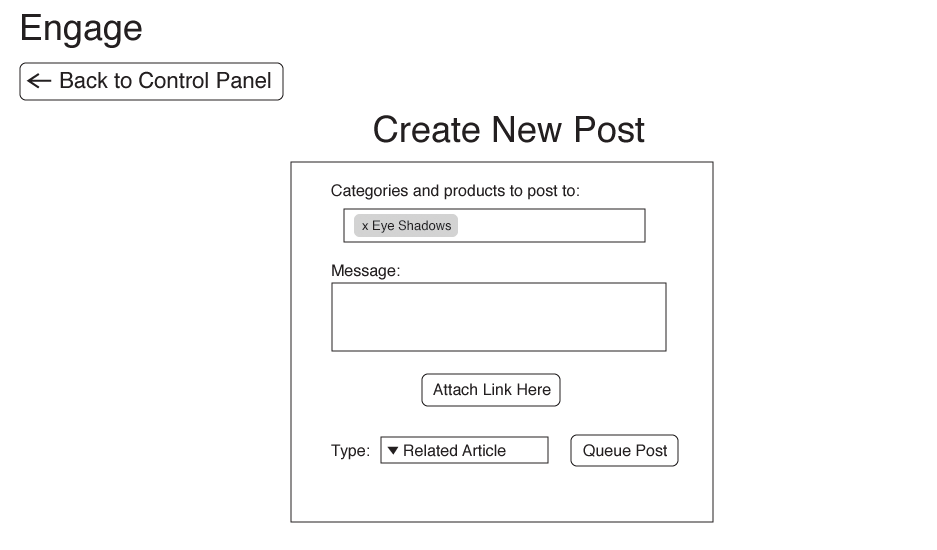 Engage
← Back to Control Panel
Create New Post
Categories and products to post to:
x Eye Shadows
Message:
Attach Link Here
Type: ▼ Related Article Queue Post